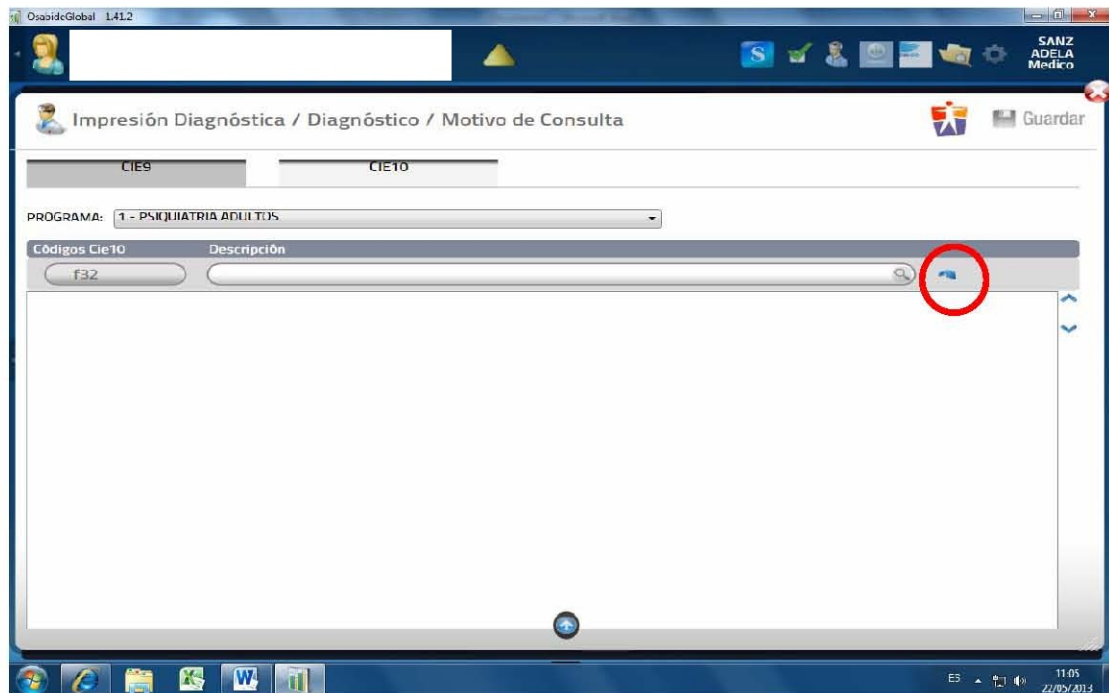 OsabideGlobal 1.41.2
SANZ
ADELA
Medico
Impresión Diagnóstica / Diagnóstico / Motivo de Consulta
Guardar
CIE9 CIE10
PROGRAMA: 1 - PSIQUIATRIA ADULTOS
Códigos Cie10 Descripción
f32
ES
11:05
22/05/2013